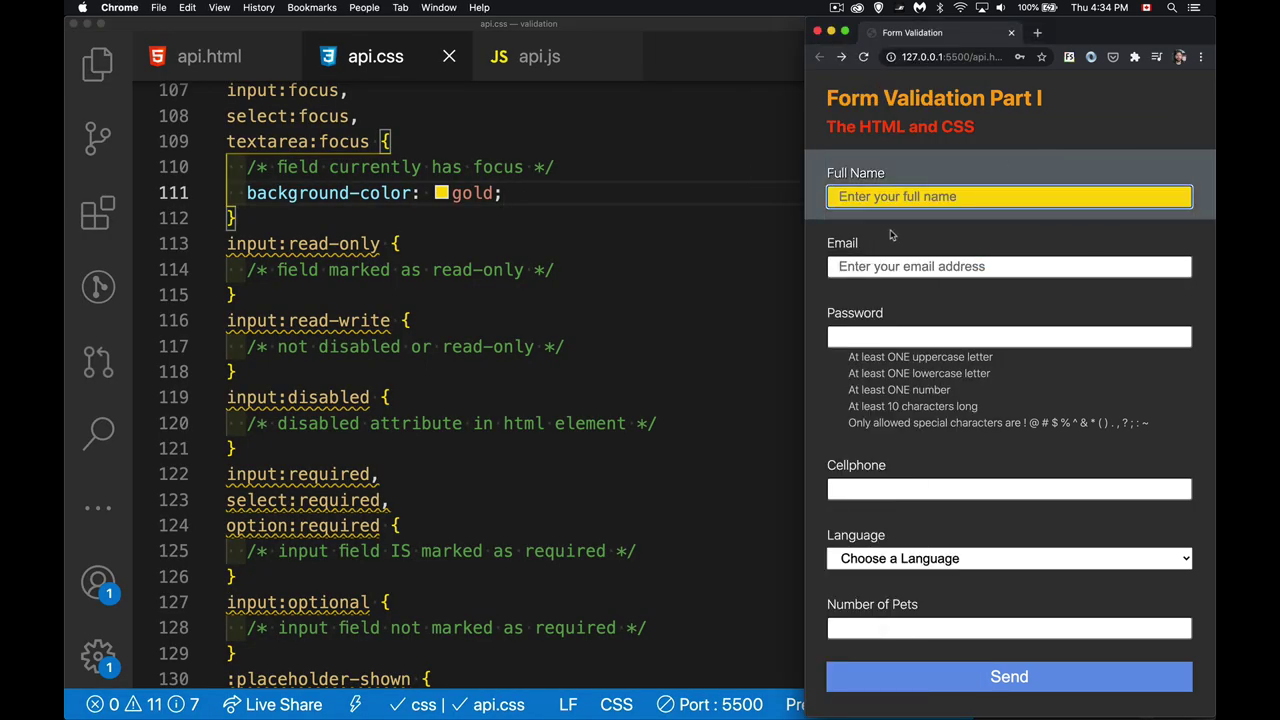 Chrome File Edit View History Bookmarks People Tab Window Help
100% Thu 4:34 PM
api.css — validation
api.html
api.css
JS api.js
107 input:focus,
108 select:focus,
109 textarea:focus {
110 /* field currently has focus */
111 background-color: gold;
112 }
113 input:read-only {
114 /* field marked as read-only */
115 }
116 input:read-write {
117 /* not disabled or read-only */
118 }
119 input:disabled {
120 /* disabled attribute in html element */
121 }
122 input:required,
123 select:required,
124 option:required {
125 /* input field IS marked as required */
126 }
127 input:optional {
128 /* input field not marked as required */
129 }
130 :placeholder-shown {
1
1
0 11 7 Live Share css | api.css LF CSS Port : 5500 Pre
Form Validation
127.0.0.1:5500/api.h...
Form Validation Part I
The HTML and CSS
Full Name
Enter your full name
Email
Enter your email address
Password
At least ONE uppercase letter
At least ONE lowercase letter
At least ONE number
At least 10 characters long
Only allowed special characters are ! @ # $ % ^ & * ( ) . , ? ; : ~
Cellphone
Language
Choose a Language
Number of Pets
Send